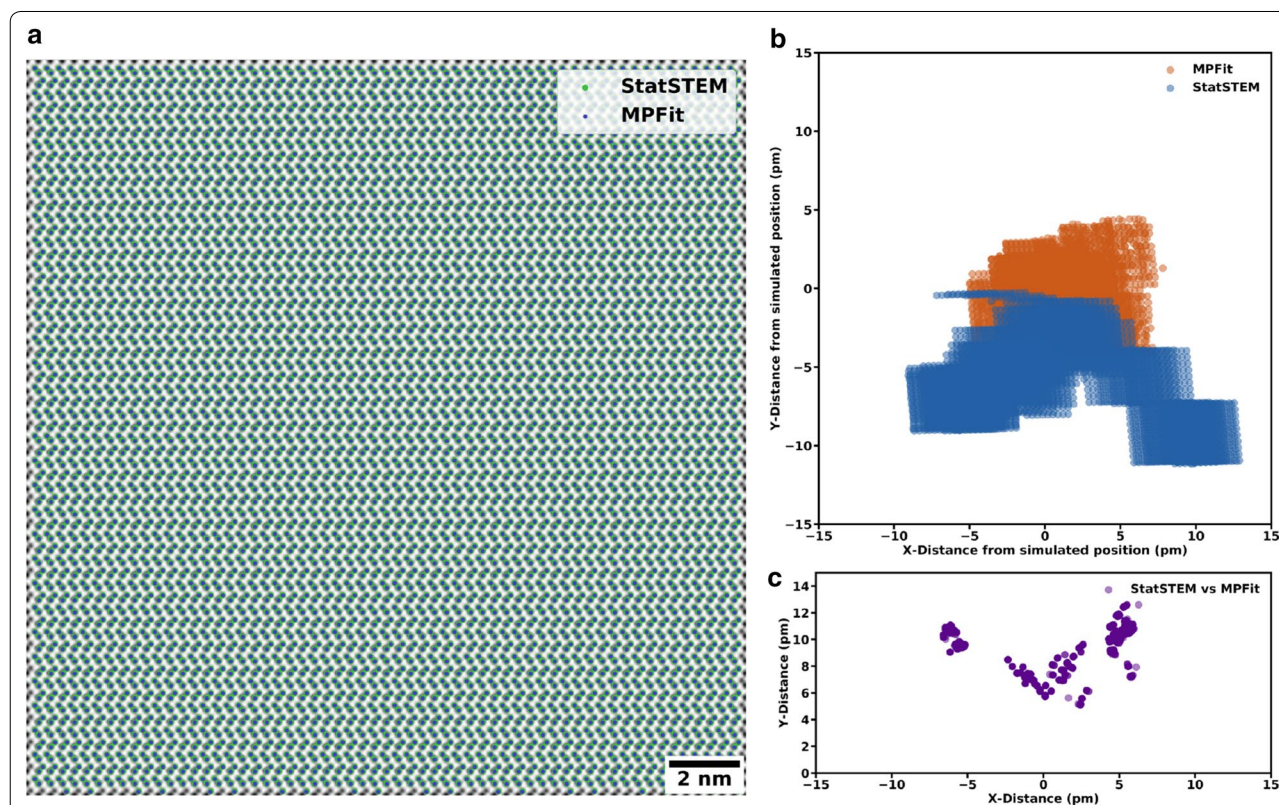 a
StatSTEM
MPFit
2 nm
b
15
10
5
0
−5
−10
−15
−15
−10
−5
0
5
10
15
Y-Distance from simulated position (pm)
X-Distance from simulated position (pm)
MPFit
StatSTEM
c
14
12
10
8
6
4
2
0
−15
−10
−5
0
5
10
15
Y-Distance (pm)
X-Distance (pm)
StatSTEM vs MPFit